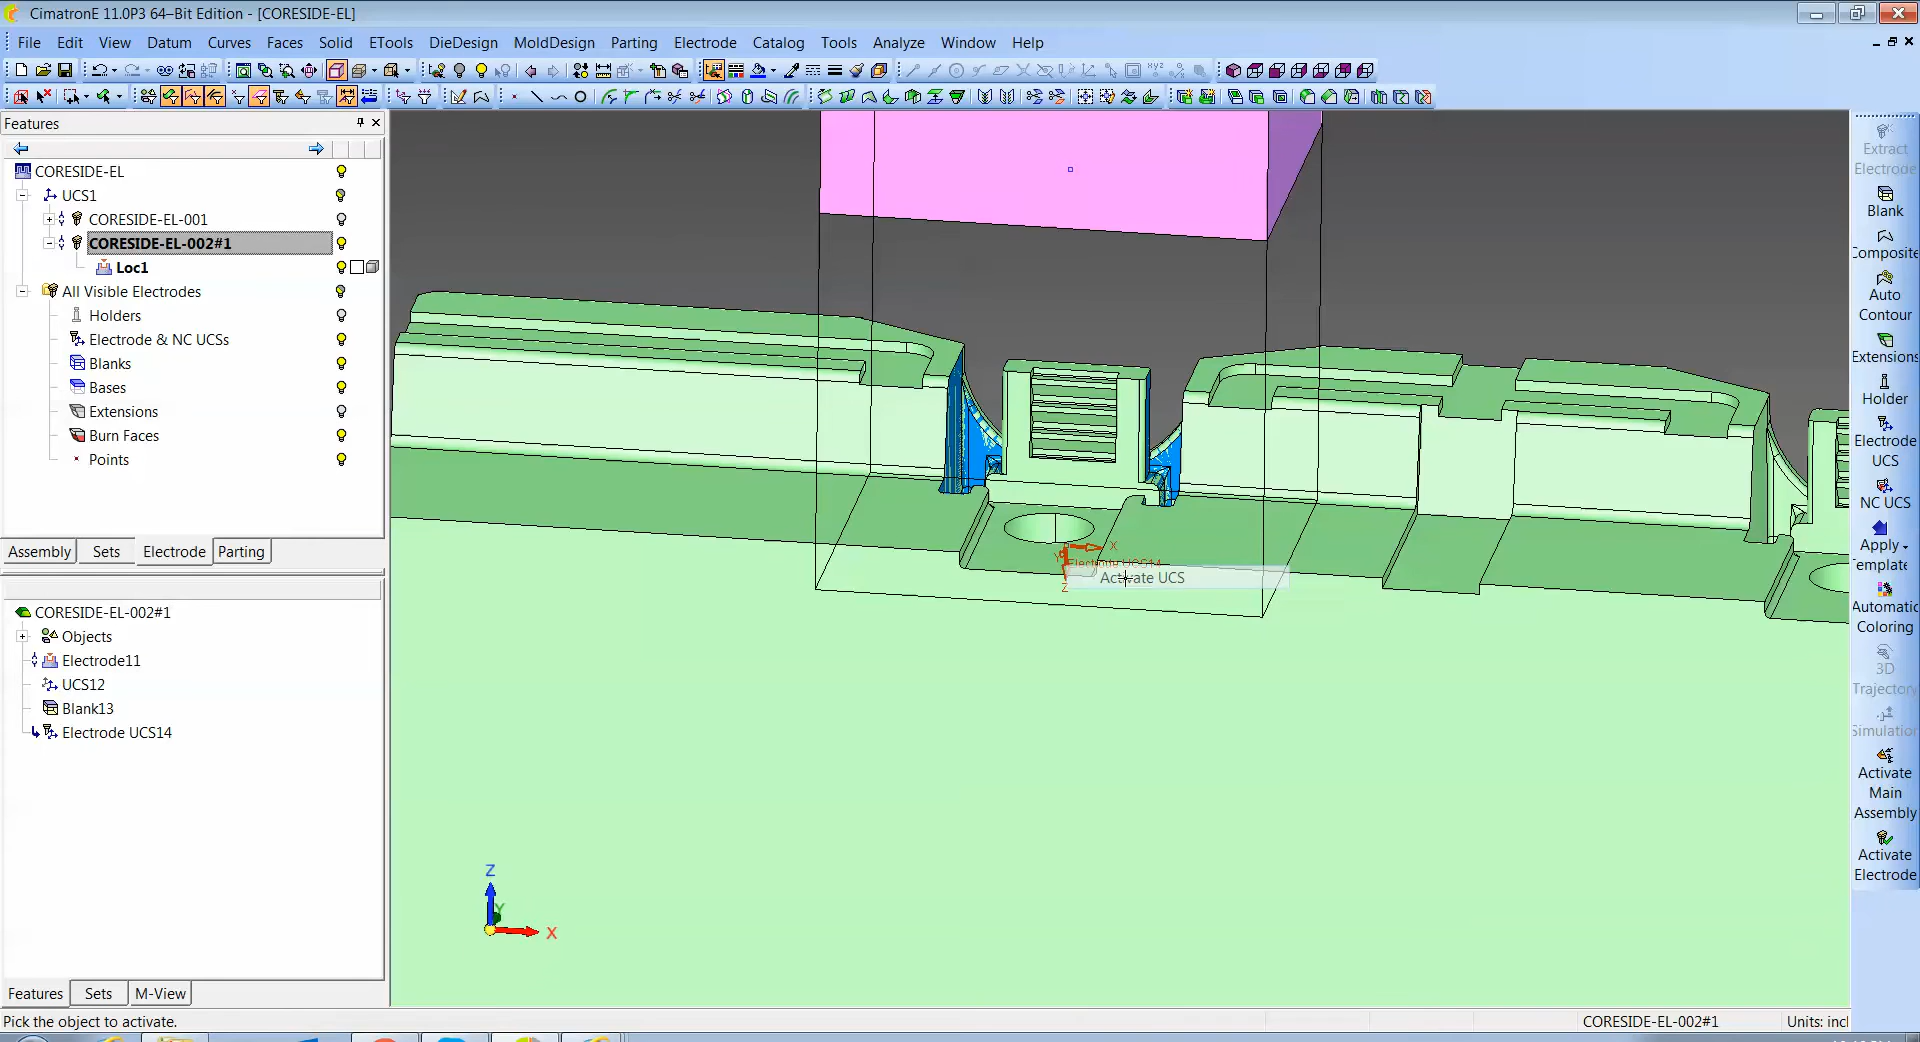 CimatronE 11.0P3 64-Bit Edition - [CORESIDE-EL]
File Edit View Datum Curves Faces Solid ETools DieDesign MoldDesign Parting Electrode Catalog Tools Analyze Window Help
Features
CORESIDE-EL
UCS1
CORESIDE-EL-001
CORESIDE-EL-002#1
Loc1
All Visible Electrodes
Holders
Electrode & NC UCSs
Blanks
Bases
Extensions
Burn Faces
Points
Assembly Sets Electrode Parting
CORESIDE-EL-002#1
Objects
Electrode11
UCS12
Blank13
Electrode UCS14
Features Sets M-View
X
Y
Electrode UCS14
Z
Activate UCS
Z
Y
X
Extract
Electrode
Blank
Composite
Auto
Contour
Extensions
Holder
Electrode
UCS
NC UCS
Apply
Template
Automatic
Coloring
3D
Trajectory
Simulation
Activate
Main
Assembly
Activate
Electrode
Pick the object to activate.
CORESIDE-EL-002#1
Units: incl